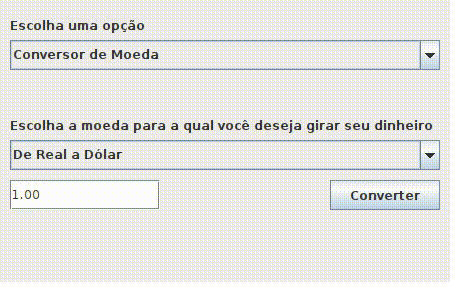 Escolha uma opção
Conversor de Moeda
Escolha a moeda para a qual você deseja girar seu dinheiro
De Real a Dólar
1.00
Converter